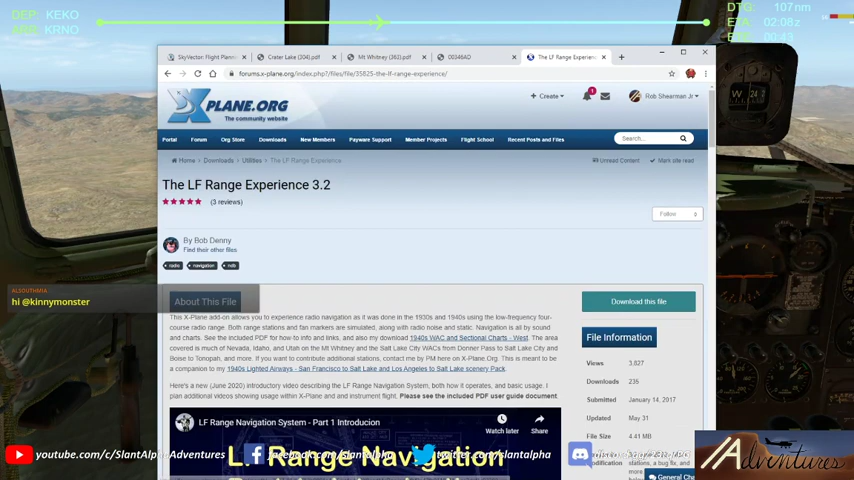 DEP: KEKO
DTG: 107nm
ETA: 02:08z
00:43
SkyVector: Flight Plann
Crater Lake (204).pdf
Mt Whitney (362)pdf
00346AD
The LF Range Experien
forums.x-plane.org/index.php?/files/file/35825-the-lf-range-experience/
X PLANE.ORG
The community website
+ Create
1
Rob Shearman Jr
Portal
Forum
Org Store
Downloads
New Members
Payware Support
Member Projects
Flight School
Recent Posts and Files
Search...
Home > Downloads > Utilities > The LF Range Experience
Unread Content
Mark site read
The LF Range Experience 3.2
(3 reviews)
Follow
By Bob Denny
Find their other files
radio
navigation
ndb
ALSOUTHMIA
hi @kinnymonster
About This File
Download this file
This X-Plane add-on allows you to experience radio navigation as it was done in the 1930s and 1940s using the low-frequency four-
course radio range. Both range stations and fan markers are simulated, along with radio noise and static. Navigation is all by sound
and charts. See the included PDF for how-to info and links, and also my download 1940s WAC and Sectional Charts - West. The area
covered is much of Nevada, Idaho, and Utah on the Mt Whitney and the Salt Lake City WACs from Donner Pass to Salt Lake City and
Boise to Tonopah, and more. If you want to contribute additional stations, contact me by PM here on X-Plane.Org. This is meant to be
a companion to my 1940s Lighted Airways - San Francisco to Salt Lake and Los Angeles to Salt Lake scenery Pack.
Here's a new (June 2020) introductory video describing the LF Range Navigation System, both how it operates, and basic usage. I
plan additional videos showing usage within X-Plane and instrument flight. Please see the included PDF user guide document.
File Information
Views 3,627
Downloads 235
Submitted January 14, 2017
Updated May 31
File Size 4.41 MB
LF Range Navigation System - Part 1 Introducion
Watch later
Share
LF Range Navigation
youtube.com/c/SlantAlphaAdventures
facebook.com/slantalpha
twitter.com/slantalpha
Adventures
General Cha
W 24